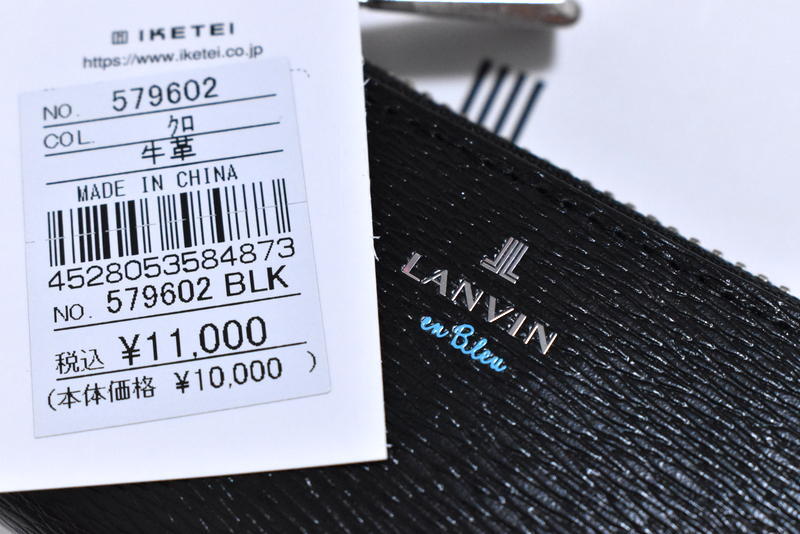 IKETEI
https://www.iketei.co.jp
NO. 579602
COL. クロ
牛革
MADE IN CHINA
4528053584873
NO. 579602 BLK
税込 ¥11,000
(本体価格 ¥10,000 )
LANVIN
en Bleu